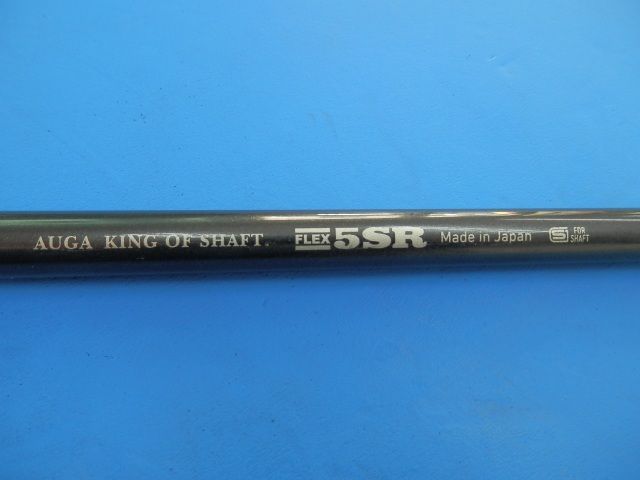 AUGA KING OF SHAFT. FLEX 5SR Made in Japan S FOR SHAFT